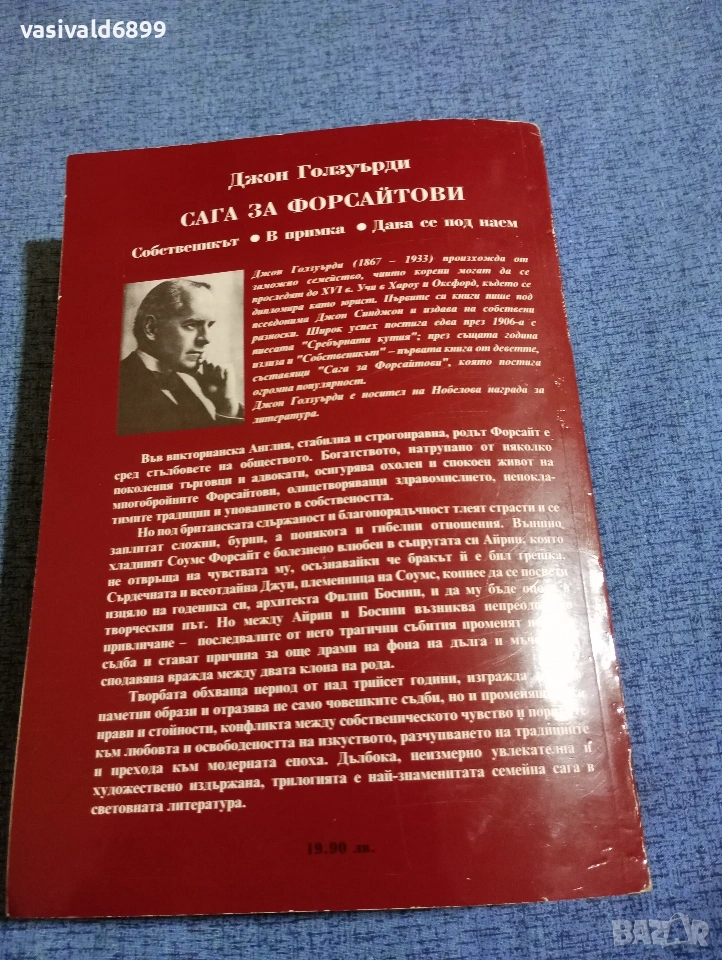 vasivald6899
Джон Голзуърди
САГА ЗА ФОРСАЙТОВИ
Собственикът ● В примка ● Дава се под наем
Джон Голзуърди (1867 – 1933) произхожда от
заможно семейство, чиито корени могат да се
проследят до XVI в. Учи в Хароу и Оксфорд, където се
дипломира като юрист. Първите си книги пише под
псевдонима Джон Синджон и издава на собствени
разноски. Широк успех постига едва през 1906-а с
пиесата "Сребърната кутия"; през същата година
излиза и "Собственикът" – първата книга от деветте,
съставящи "Сага за Форсайтови", която постига
огромна популярност.
Джон Голзуърди е носител на Нобелова награда за
литература.
Във викторианска Англия, стабилна и строгонравна, родът Форсайт е
сред стълбовете на обществото. Богатството, натрупано от няколко
поколения търговци и адвокати, осигурява охолен и спокоен живот на
многобройните Форсайтови, олицетворяващи здравомислието, непокла-
тимите традиции и упованието в собствеността.
Но под британската сдържаност и благопорядъчност тлеят страсти и се
заплитат сложни, бурни, а понякога и гибелни отношения. Външно
хладният Соумс Форсайт е болезнено влюбен в съпругата си Айрин, която
не отвръща на чувствата му, осъзнавайки че бракът ѝ е бил грешка.
Сърдечната и всеотдайна Джун, племенница на Соумс, копнее да се посвети
изцяло на годеника си, архитекта Филип Босини, и да му бъде
творческия път. Но между Айрин и Босини възниква
привличане – последвалите от него трагични събития променят
съдба и стават причина за още драми на фона на дълга и
сподавяна вражда между двата клона на рода.
Творбата обхваща период от над трийсет години, изгражда
паметни образи и отразява не само човешките съдби, но и
нрави и стойности, конфликта между собственическото чувство и
към любовта и освободеността на изкуството, разчупването на традициите
и прехода към модерната епоха. Дълбока, неизмерно увлекателна и
художествено издържана, трилогията е най-знаменитата семейна сага в
световната литература.
19.90 лв.
BAZAR